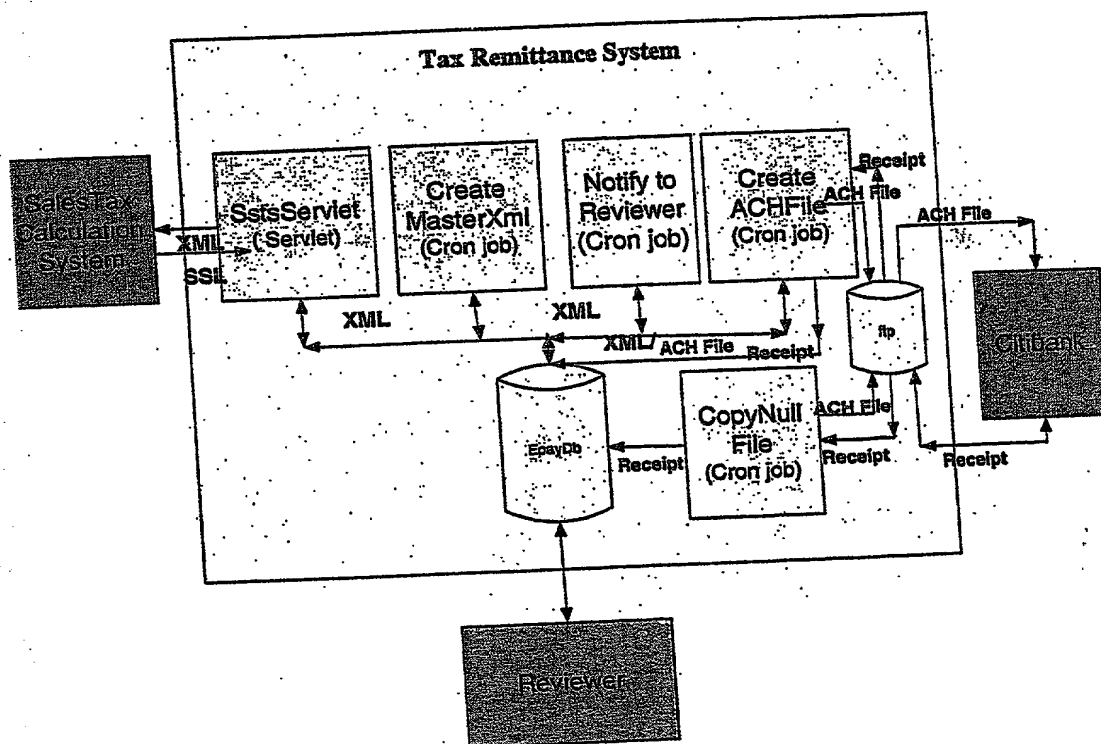 Tax Remittance System
Sales Tax
Calculation
System
XML
SSL
SstsServlet
( Servlet)
Create
MasterXml
(Cron job)
Notify to
Reviewer
(Cron job)
Create
ACHFile
(Cron job)
Receipt
ACH File
ACH File
XML
XML
XML/
ACH File
Receipt
ftp
Citibank
EpayDb
CopyNull
File
(Cron job)
ACH File
Receipt
Receipt
Receipt
Reviewer